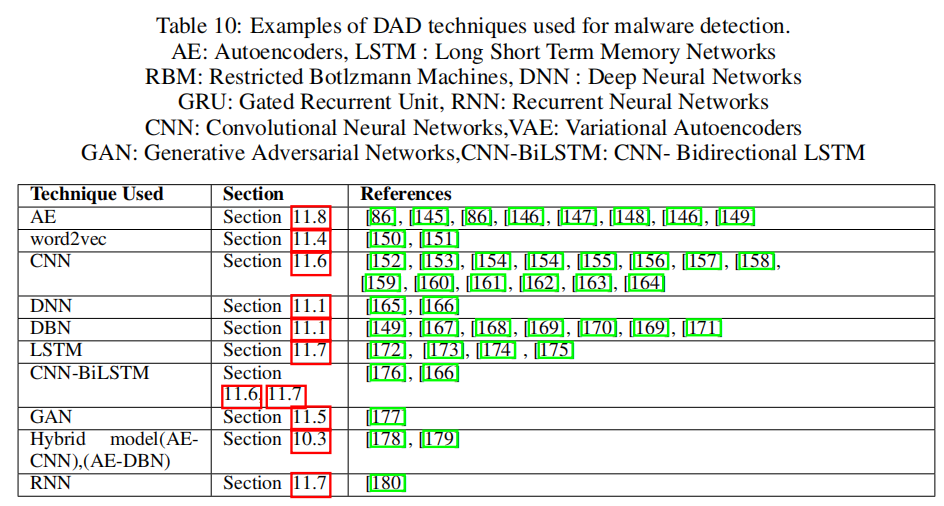 Table 10: Examples of DAD techniques used for malware detection.
AE: Autoencoders, LSTM : Long Short Term Memory Networks
RBM: Restricted Botlzmann Machines, DNN : Deep Neural Networks
GRU: Gated Recurrent Unit, RNN: Recurrent Neural Networks
CNN: Convolutional Neural Networks,VAE: Variational Autoencoders
GAN: Generative Adversarial Networks,CNN-BiLSTM: CNN- Bidirectional LSTM
Technique Used Section References
AE Section 11.8 [86] , [145] , [86] , [146] , [147] , [148] , [146] , [149]
word2vec Section 11.4 [150] , [151]
CNN Section 11.6 [152] , [153] , [154] , [154] , [155] , [156] , [157] , [158] ,
[159] , [160] , [161] , [162] , [163] , [164]
DNN Section 11.1 [165] , [166]
DBN Section 11.1 [149] , [167] , [168] , [169] , [170] , [169] , [171]
LSTM Section 11.7 [172] , [173] , [174] , [175]
CNN-BiLSTM Section [176] , [166]
11.6, 11.7
GAN Section 11.5 [177]
Hybrid model(AE- Section 10.3 [178] , [179]
CNN),(AE-DBN)
RNN Section 11.7 [180]